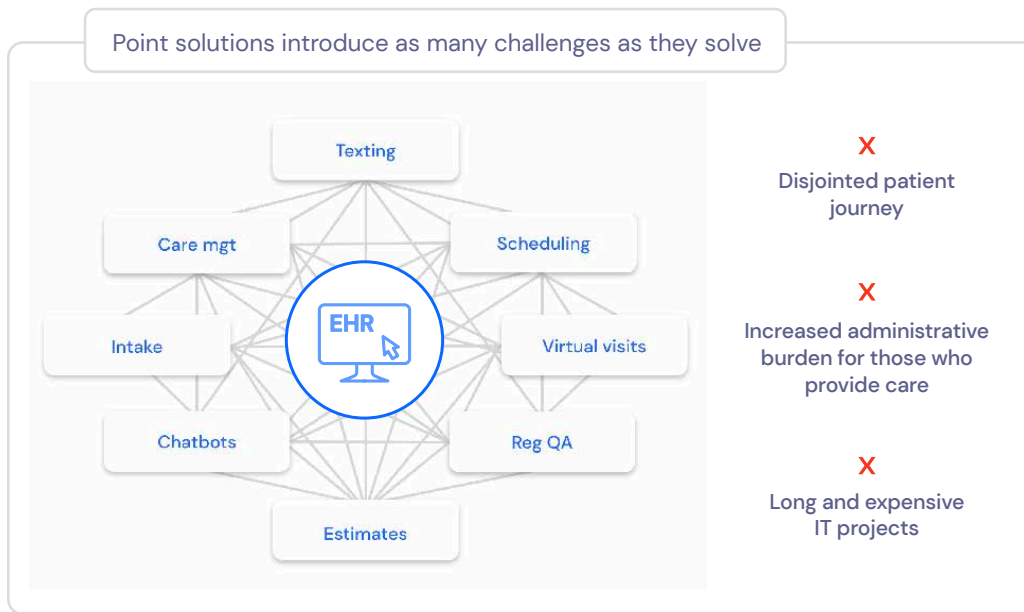 Point solutions introduce as many challenges as they solve
Texting
Care mgt
Scheduling
EHR
Intake
Virtual visits
Chatbots
Reg QA
Estimates
X
Disjointed patient
journey
X
Increased administrative
burden for those who
provide care
X
Long and expensive
IT projects